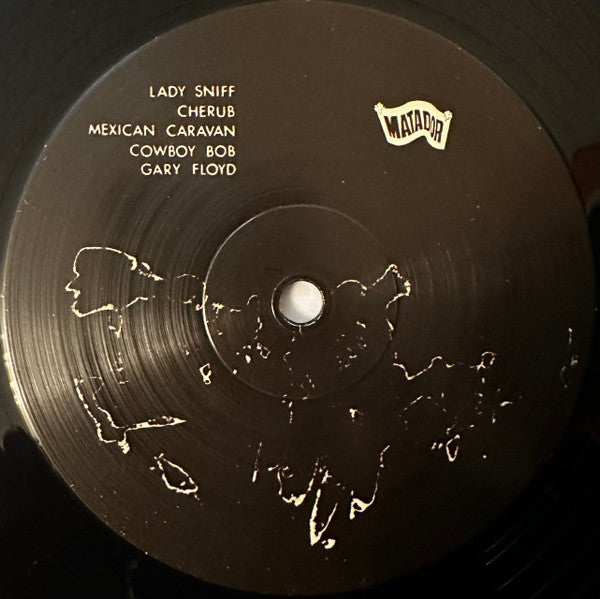 LADY SNIFF
CHERUB
MEXICAN CARAVAN
COWBOY BOB
GARY FLOYD
MATADOR